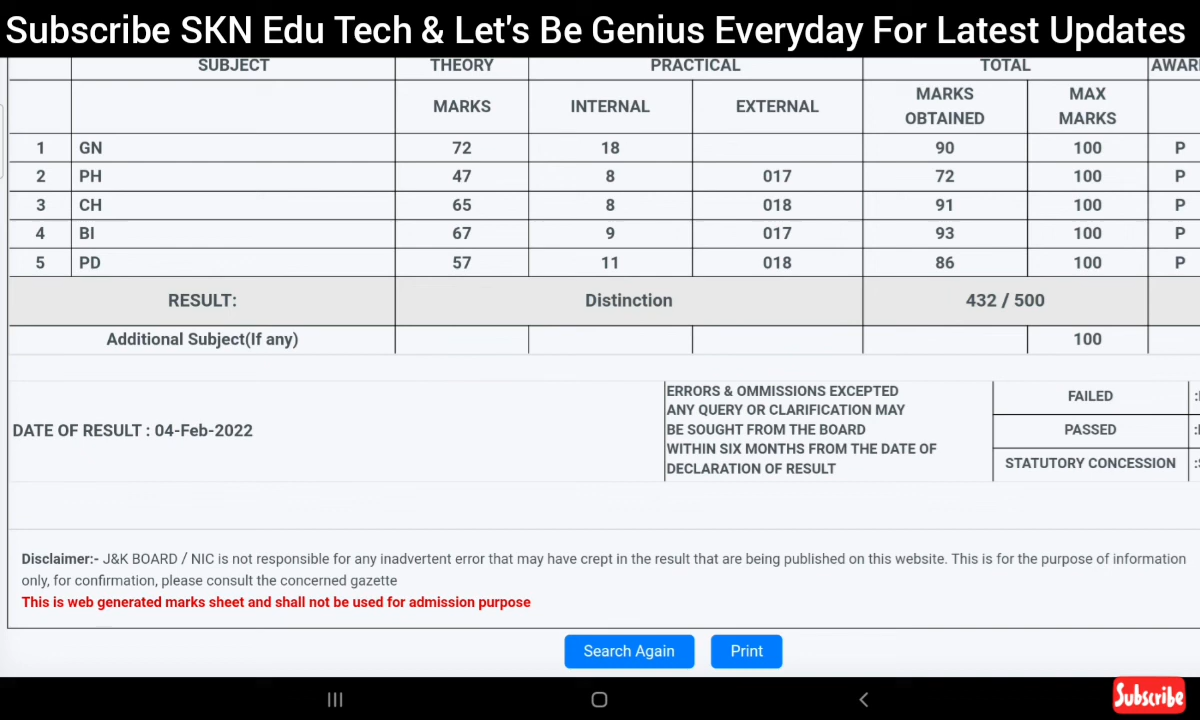 Subscribe SKN Edu Tech & Let's Be Genius Everyday For Latest Updates
SUBJECT THEORY PRACTICAL TOTAL
MARKS INTERNAL EXTERNAL MARKS OBTAINED MAX MARKS
1 GN 72 18 90 100 P
2 PH 47 8 017 72 100 P
3 CH 65 8 018 91 100 P
4 BI 67 9 017 93 100 P
5 PD 57 11 018 86 100 P
RESULT: Distinction 432 / 500
Additional Subject(If any) 100
DATE OF RESULT : 04-Feb-2022
ERRORS & OMMISSIONS EXCEPTED
ANY QUERY OR CLARIFICATION MAY
BE SOUGHT FROM THE BOARD
WITHIN SIX MONTHS FROM THE DATE OF
DECLARATION OF RESULT
FAILED :
PASSED :
STATUTORY CONCESSION :
Disclaimer:- J&K BOARD / NIC is not responsible for any inadvertent error that may have crept in the result that are being published on this website. This is for the purpose of information
only, for confirmation, please consult the concerned gazette
This is web generated marks sheet and shall not be used for admission purpose
Search Again Print
Subscribe